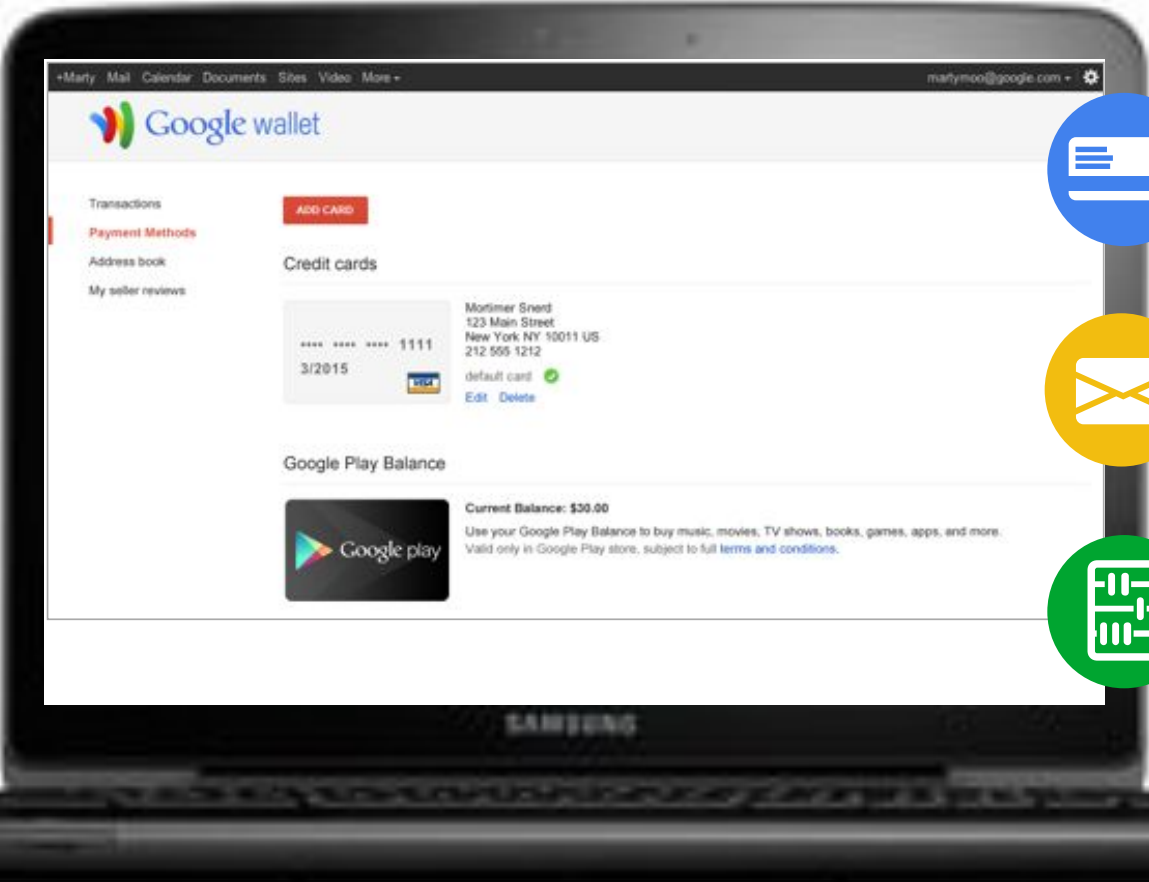 +Marty Mail Calendar Documents Sites Video More
martymoo@google.com
Google wallet
Transactions
Payment Methods
Address book
My seller reviews
ADD CARD
Credit cards
•••• •••• •••• 1111
3/2015
VISA
Mortimer Snerd
123 Main Street
New York NY 10011 US
212 555 1212
default card
Edit Delete
Google Play Balance
Google play
Current Balance: $30.00
Use your Google Play Balance to buy music, movies, TV shows, books, games, apps, and more.
Valid only in Google Play store, subject to full terms and conditions.
SAMSUNG